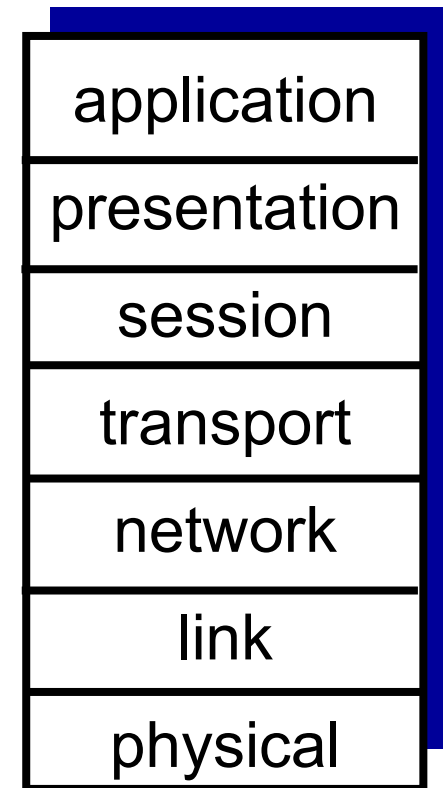 application
presentation
session
transport
network
link
physical